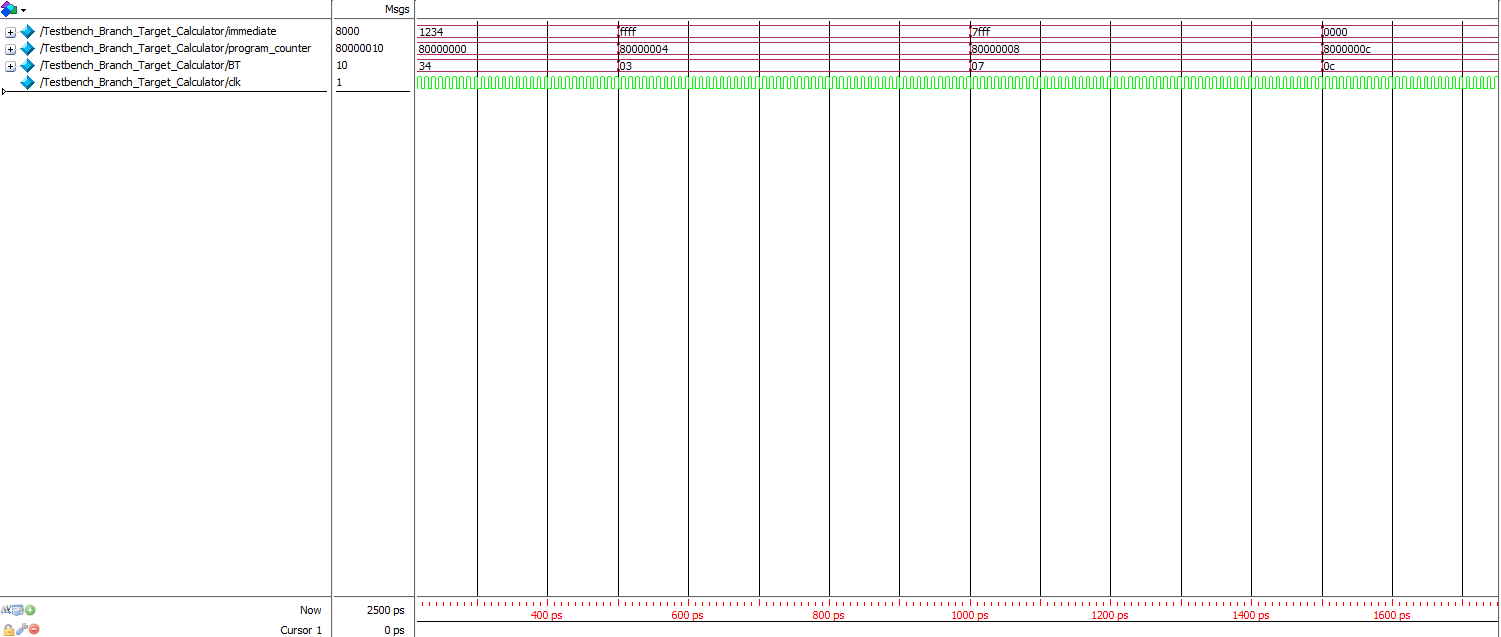 Msgs
/Testbench_Branch_Target_Calculator/immediate 8000 1234 ffff 7fff 0000
/Testbench_Branch_Target_Calculator/program_counter 80000010 80000000 80000004 80000008 8000000c
/Testbench_Branch_Target_Calculator/BT 10 34 03 07 0c
/Testbench_Branch_Target_Calculator/clk 1
Now 2500 ps 400 ps 600 ps 800 ps 1000 ps 1200 ps 1400 ps 1600 ps
Cursor 1 0 ps